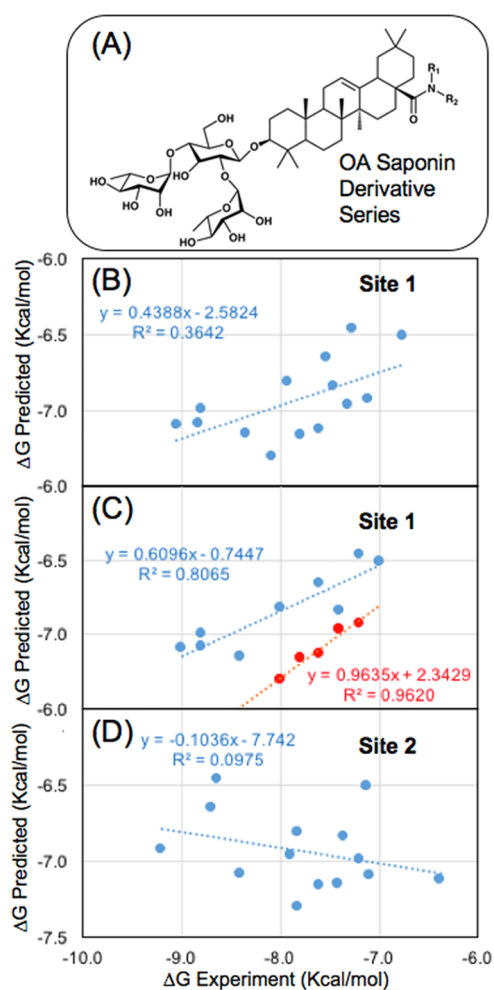 (A)
R₁
N
R₂
O
OH
O
O
O
O
HO
O
O
HO
HO
OH
OH
O
OH
HO
OH
OA Saponin
Derivative
Series
-6.0
(B)
Site 1
y = 0.4388x - 2.5824
R² = 0.3642
-6.5
-7.0
-6.0
ΔG Predicted (Kcal/mol)
(C)
Site 1
y = 0.6096x - 0.7447
R² = 0.8065
-6.5
-7.0
y = 0.9635x + 2.3429
R² = 0.9620
-6.0
ΔG Predicted (Kcal/mol)
(D)
y = -0.1036x - 7.742
R² = 0.0975
Site 2
-6.5
-7.0
-7.5
ΔG Predicted (Kcal/mol)
-10.0 -9.0 -8.0 -7.0 -6.0
ΔG Experiment (Kcal/mol)